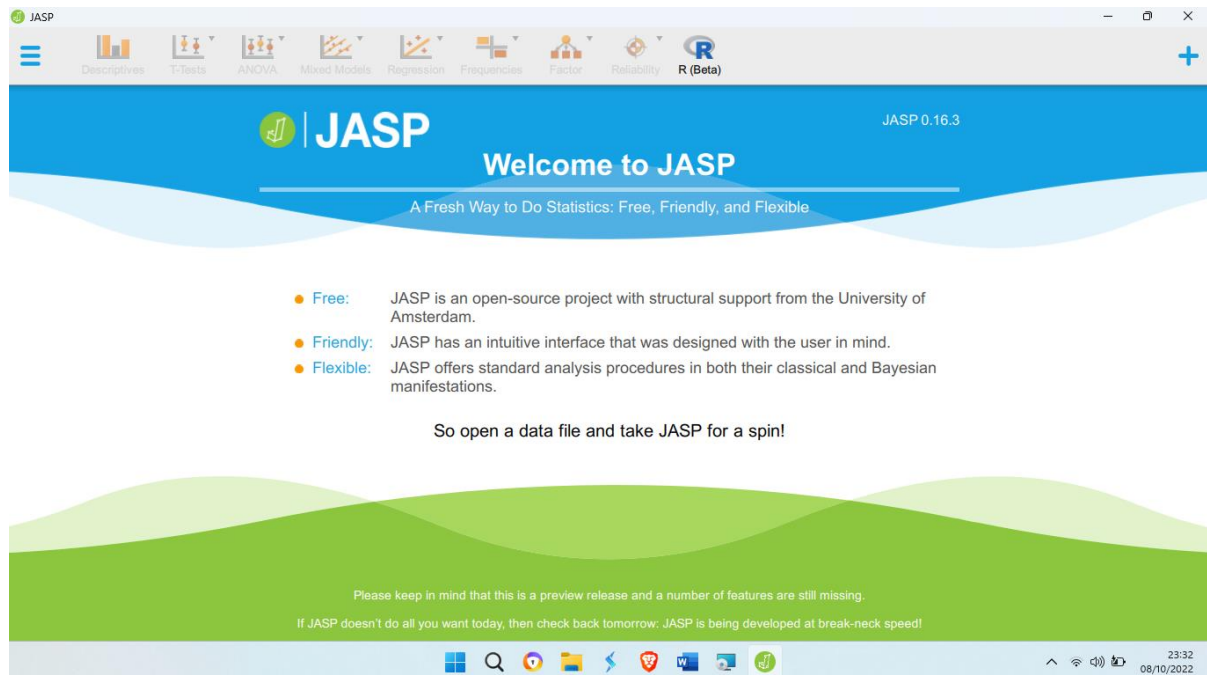 JASP
Descriptives T-Tests ANOVA Mixed Models Regression Frequencies Factor Reliability R (Beta)
JASP
JASP 0.16.3
Welcome to JASP
A Fresh Way to Do Statistics: Free, Friendly, and Flexible
Free: JASP is an open-source project with structural support from the University of
Amsterdam.
Friendly: JASP has an intuitive interface that was designed with the user in mind.
Flexible: JASP offers standard analysis procedures in both their classical and Bayesian
manifestations.
So open a data file and take JASP for a spin!
Please keep in mind that this is a preview release and a number of features are still missing.
If JASP doesn't do all you want today, then check back tomorrow: JASP is being developed at break-neck speed!
23:32
08/10/2022